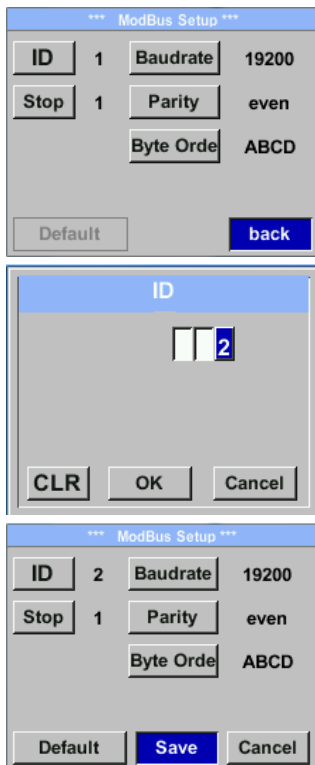 *** ModBus Setup ***
ID 1 Baudrate 19200
Stop 1 Parity even
Byte Orde ABCD
Default back
ID
2
CLR OK Cancel
*** ModBus Setup ***
ID 2 Baudrate 19200
Stop 1 Parity even
Byte Orde ABCD
Default Save Cancel